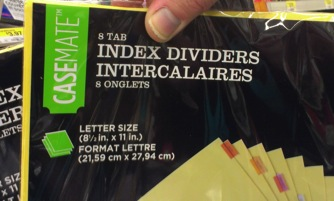 CASEMATE™
8 TAB
INDEX DIVIDERS
INTERCALAIRES
8 ONGLETS
LETTER SIZE
(8½ in. x 11 in.)
FORMAT LETTRE
(21,59 cm x 27,94 cm)